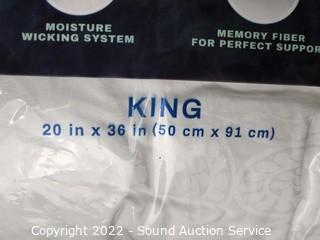 MOISTURE
WICKING SYSTEM
MEMORY FIBER
FOR PERFECT SUPPOR
KING
20 in x 36 in (50 cm x 91 cm)
Copyright 2022 - Sound Auction Service